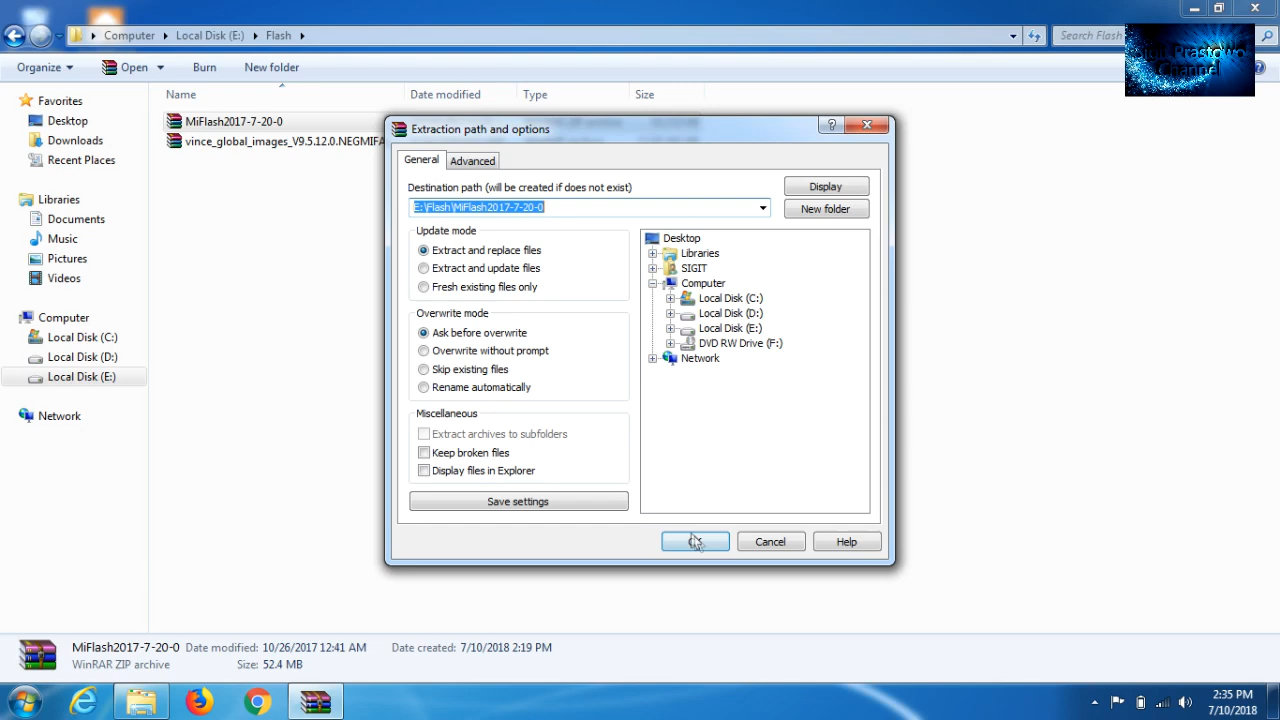 Computer Local Disk (E:) Flash
Search Flash
Sigit Prastowo
Channel
Organize Open Burn New folder
Name Date modified Type Size
Favorites
Desktop
Downloads
Recent Places
Libraries
Documents
Music
Pictures
Videos
Computer
Local Disk (C:)
Local Disk (D:)
Local Disk (E:)
Network
MiFlash2017-7-20-0
vince_global_images_V9.5.12.0.NEGMIFA
Extraction path and options
General Advanced
Destination path (will be created if does not exist)
E:\Flash\MiFlash2017-7-20-0
Display
New folder
Update mode
Extract and replace files
Extract and update files
Fresh existing files only
Overwrite mode
Ask before overwrite
Overwrite without prompt
Skip existing files
Rename automatically
Miscellaneous
Extract archives to subfolders
Keep broken files
Display files in Explorer
Save settings
Desktop
Libraries
SIGIT
Computer
Local Disk (C:)
Local Disk (D:)
Local Disk (E:)
DVD RW Drive (F:)
Network
Cancel Help
MiFlash2017-7-20-0 Date modified: 10/26/2017 12:41 AM Date created: 7/10/2018 2:19 PM
WinRAR ZIP archive Size: 52.4 MB
2:35 PM
7/10/2018